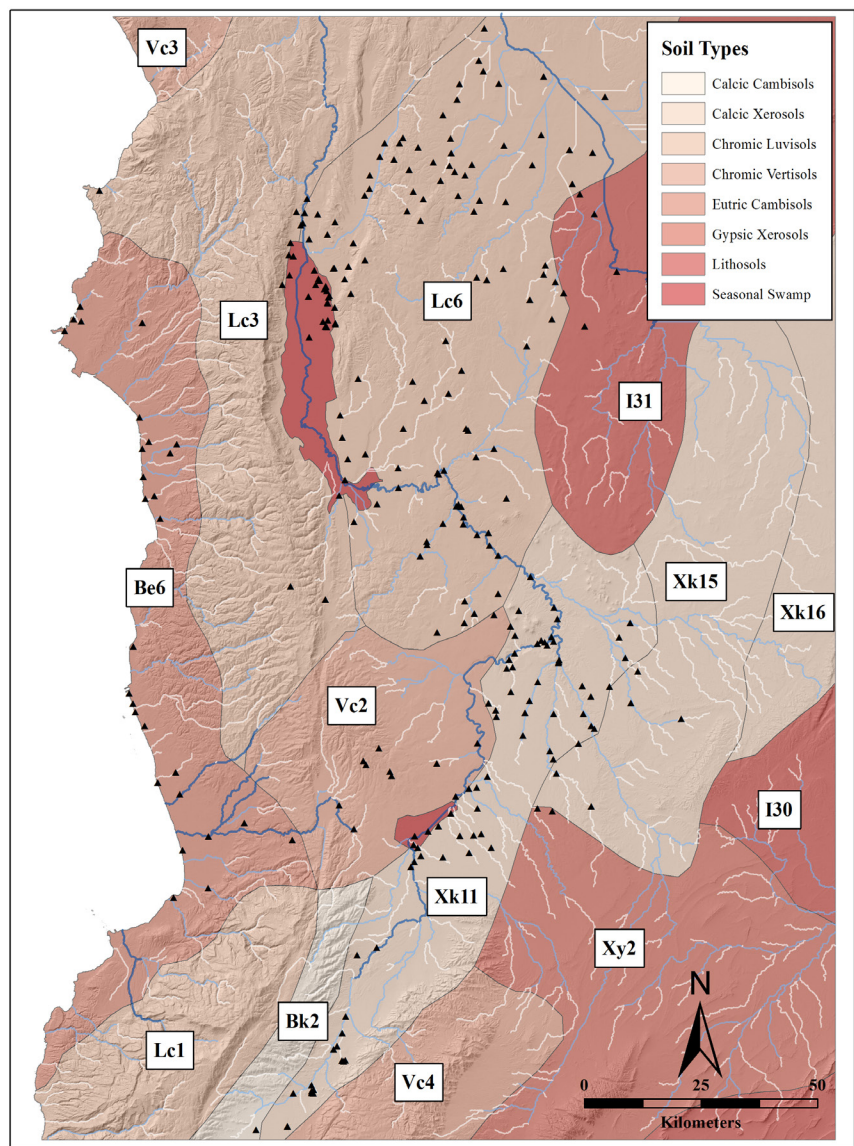 Vc3
Soil Types
Calcic Cambisols
Calcic Xerosols
Chromic Luvisols
Chromic Vertisols
Eutric Cambisols
Gypsic Xerosols
Lithosols
Seasonal Swamp
Lc3
Lc6
I31
Xk15
Be6
Xk16
Vc2
I30
Xk11
Xy2
N
Bk2
Lc1
Vc4
0 25 50
Kilometers